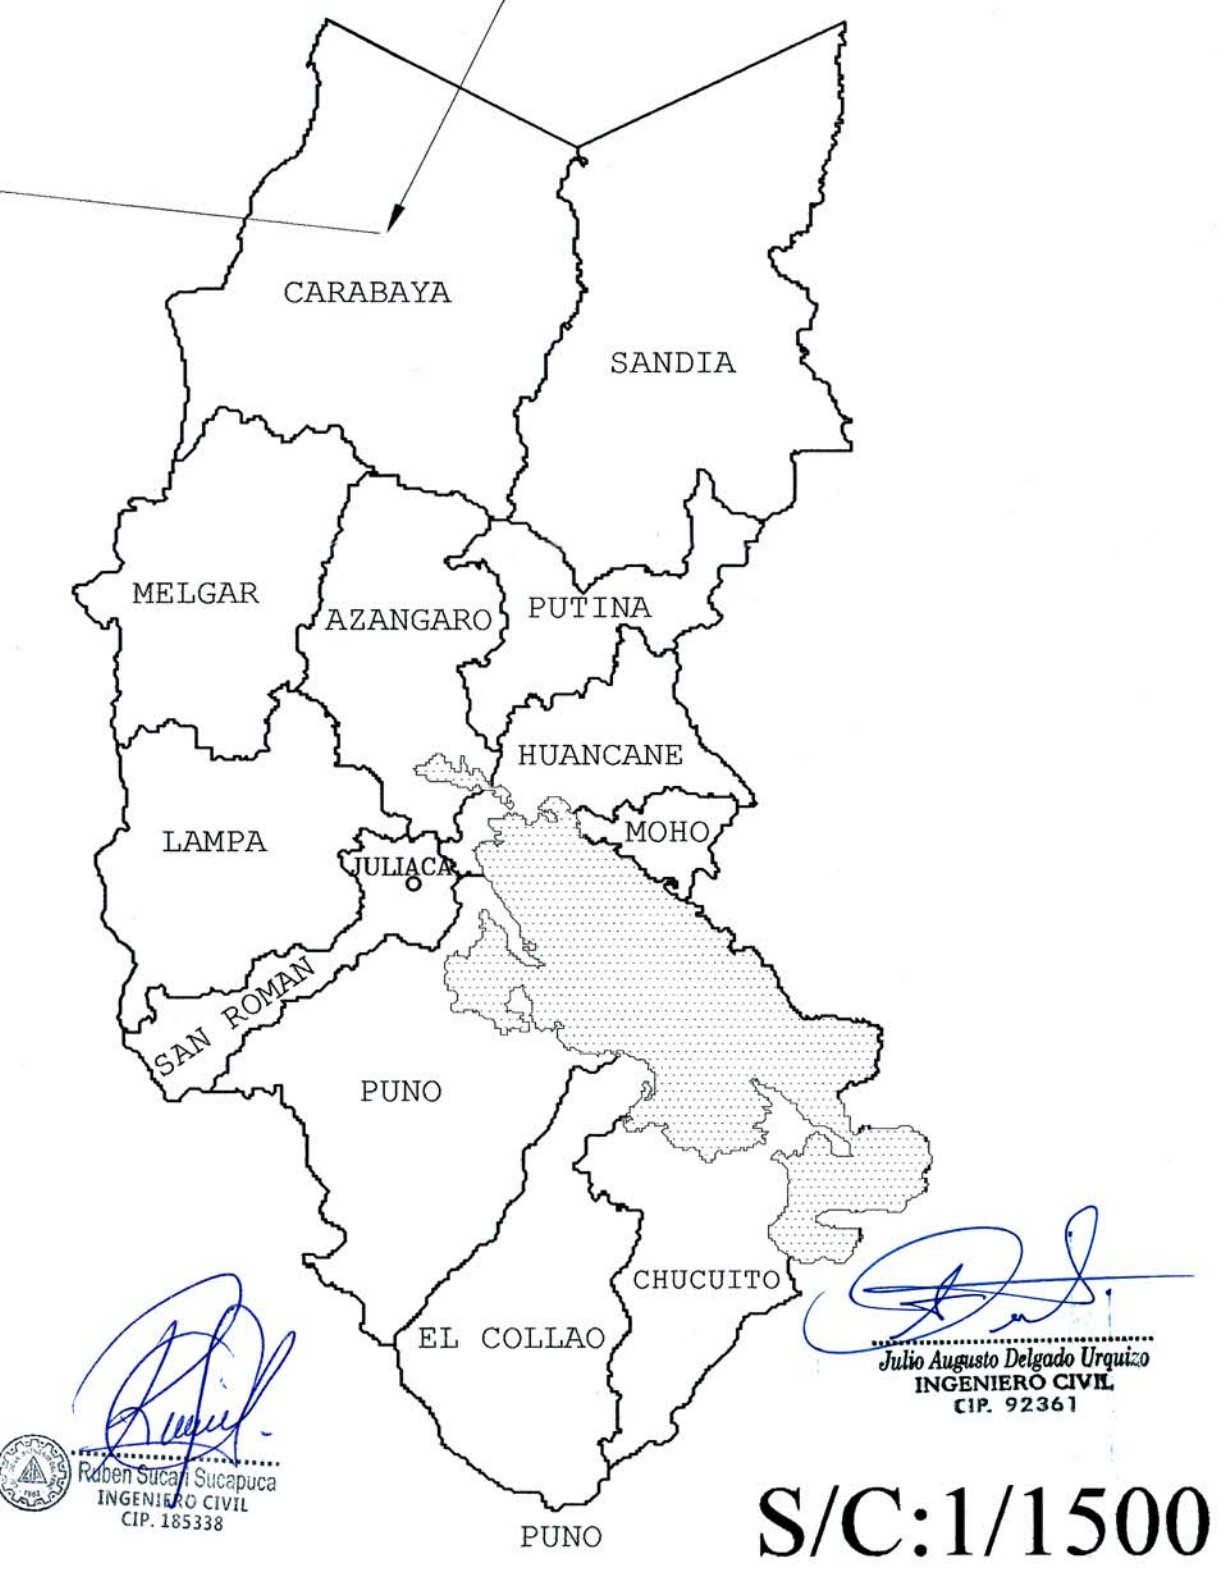 CARABAYA
SANDIA
MELGAR
AZANGARO
PUTINA
HUANCANE
MOHO
LAMPA
JULIACA
SAN ROMAN
PUNO
CHUCUITO
EL COLLAO
PUNO
Julio Augusto Delgado Urquizo
INGENIERO CIVIL
CIP. 92361
Ruben Sucari Sucapuca
INGENIERO CIVIL
CIP. 185338
S/C:1/1500